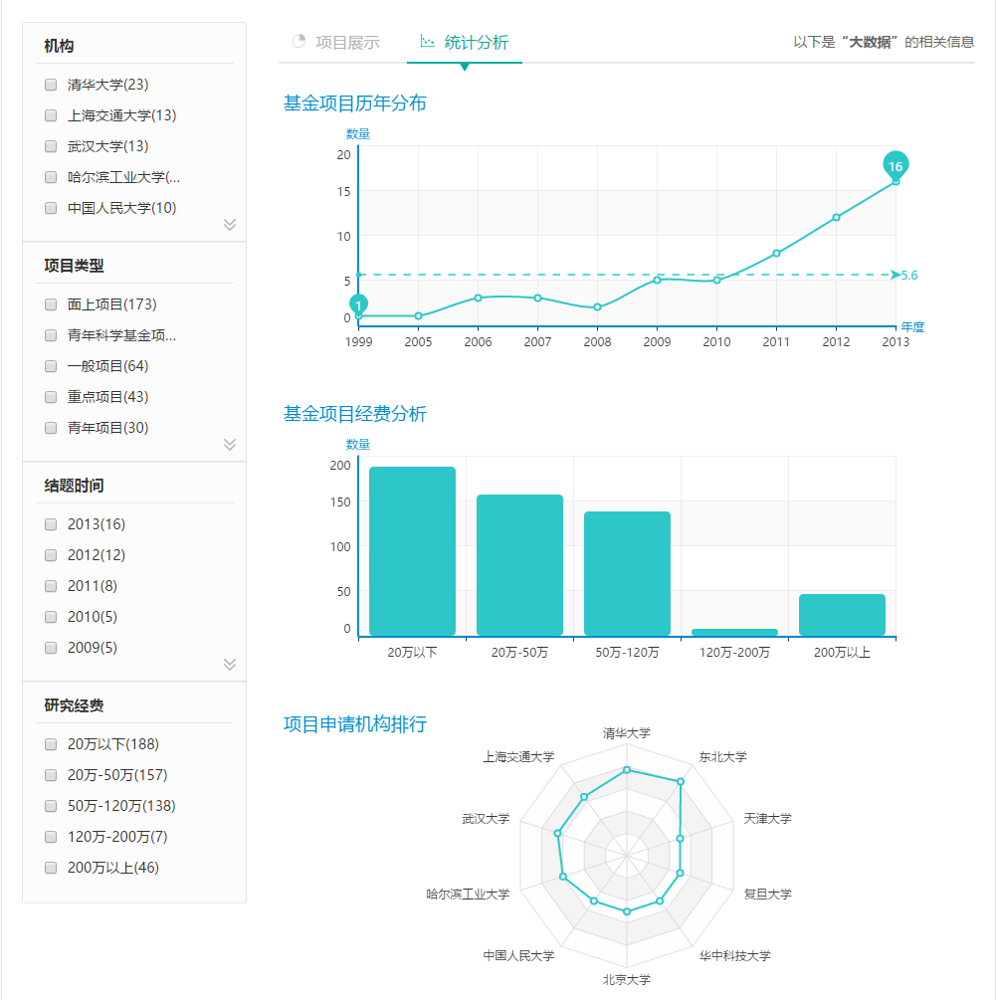 机构
清华大学(23)
上海交通大学(13)
武汉大学(13)
哈尔滨工业大学(...
中国人民大学(10)
项目类型
面上项目(173)
青年科学基金项...
一般项目(64)
重点项目(43)
青年项目(30)
结题时间
2013(16)
2012(12)
2011(8)
2010(5)
2009(5)
研究经费
20万以下(188)
20万-50万(157)
50万-120万(138)
120万-200万(7)
200万以上(46)
项目展示 统计分析 以下是“大数据”的相关信息
基金项目历年分布
数量
20
15
10
5
0
16
1
5.6
年度
1999 2005 2006 2007 2008 2009 2010 2011 2012 2013
基金项目经费分析
数量
200
150
100
50
0
20万以下 20万-50万 50万-120万 120万-200万 200万以上
项目申请机构排行
清华大学
上海交通大学 东北大学
武汉大学 天津大学
哈尔滨工业大学 复旦大学
中国人民大学 华中科技大学
北京大学